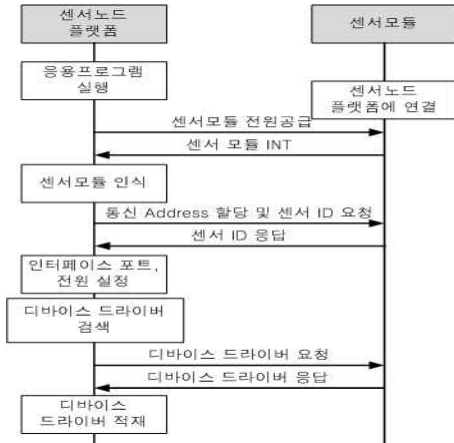 센서노드
플랫폼
센서모듈
응용프로그램
실행
센서노드
플랫폼에 연결
센서모듈 전원공급
센서 모듈 INT
센서모듈 인식
통신 Address 할당 및 센서 ID 요청
센서 ID 응답
인터페이스 포트,
전원 설정
디바이스 드라이버
검색
디바이스 드라이버 요청
디바이스 드라이버 응답
디바이스
드라이버 적재